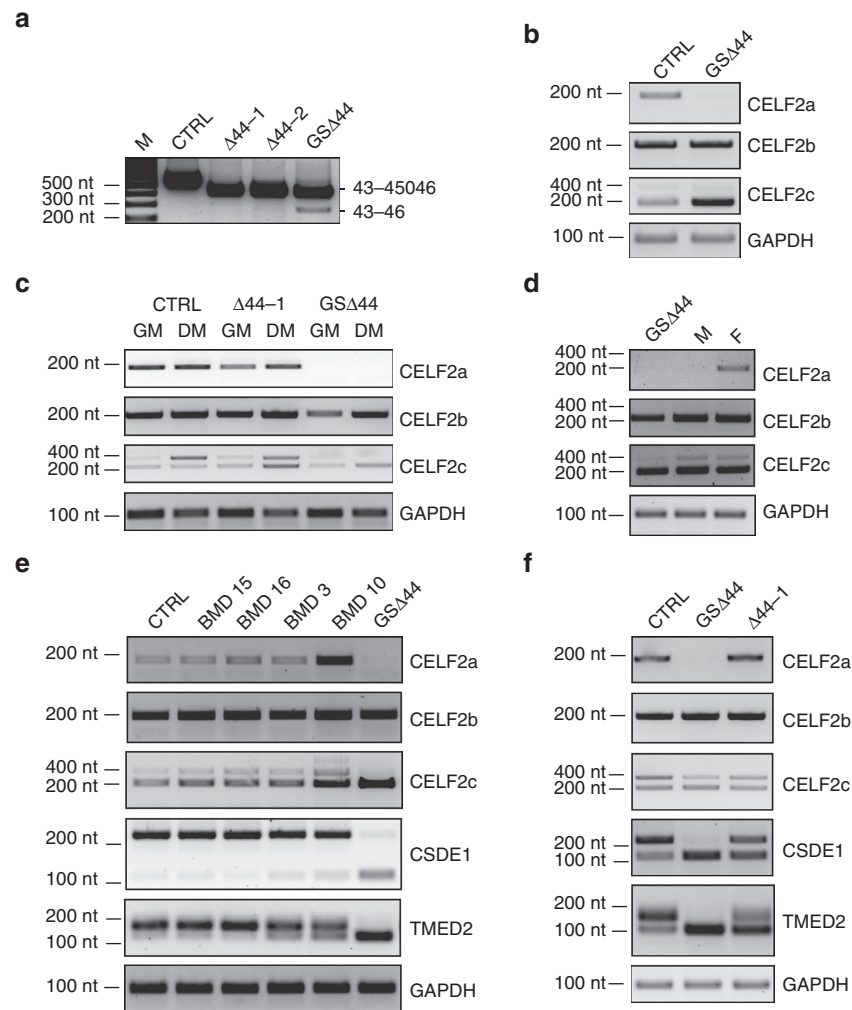 a
M CTRL Δ44–1 Δ44–2 GSΔ44
500 nt
300 nt
200 nt
43–45046
43–46
b
CTRL GSΔ44
200 nt CELF2a
200 nt CELF2b
400 nt
200 nt
CELF2c
100 nt GAPDH
c
CTRL Δ44–1 GSΔ44
GM DM GM DM GM DM
200 nt CELF2a
200 nt CELF2b
400 nt
200 nt
CELF2c
100 nt GAPDH
d
GSΔ44 M F
400 nt
200 nt
CELF2a
400 nt
200 nt
CELF2b
400 nt
200 nt
CELF2c
100 nt GAPDH
e
CTRL BMD 15 BMD 16 BMD 3 BMD 10 GSΔ44
200 nt CELF2a
200 nt CELF2b
400 nt
200 nt
CELF2c
200 nt
100 nt
CSDE1
200 nt
100 nt
TMED2
100 nt GAPDH
f
CTRL GSΔ44 Δ44–1
200 nt CELF2a
200 nt CELF2b
400 nt
200 nt
CELF2c
200 nt
100 nt
CSDE1
200 nt
100 nt
TMED2
100 nt GAPDH